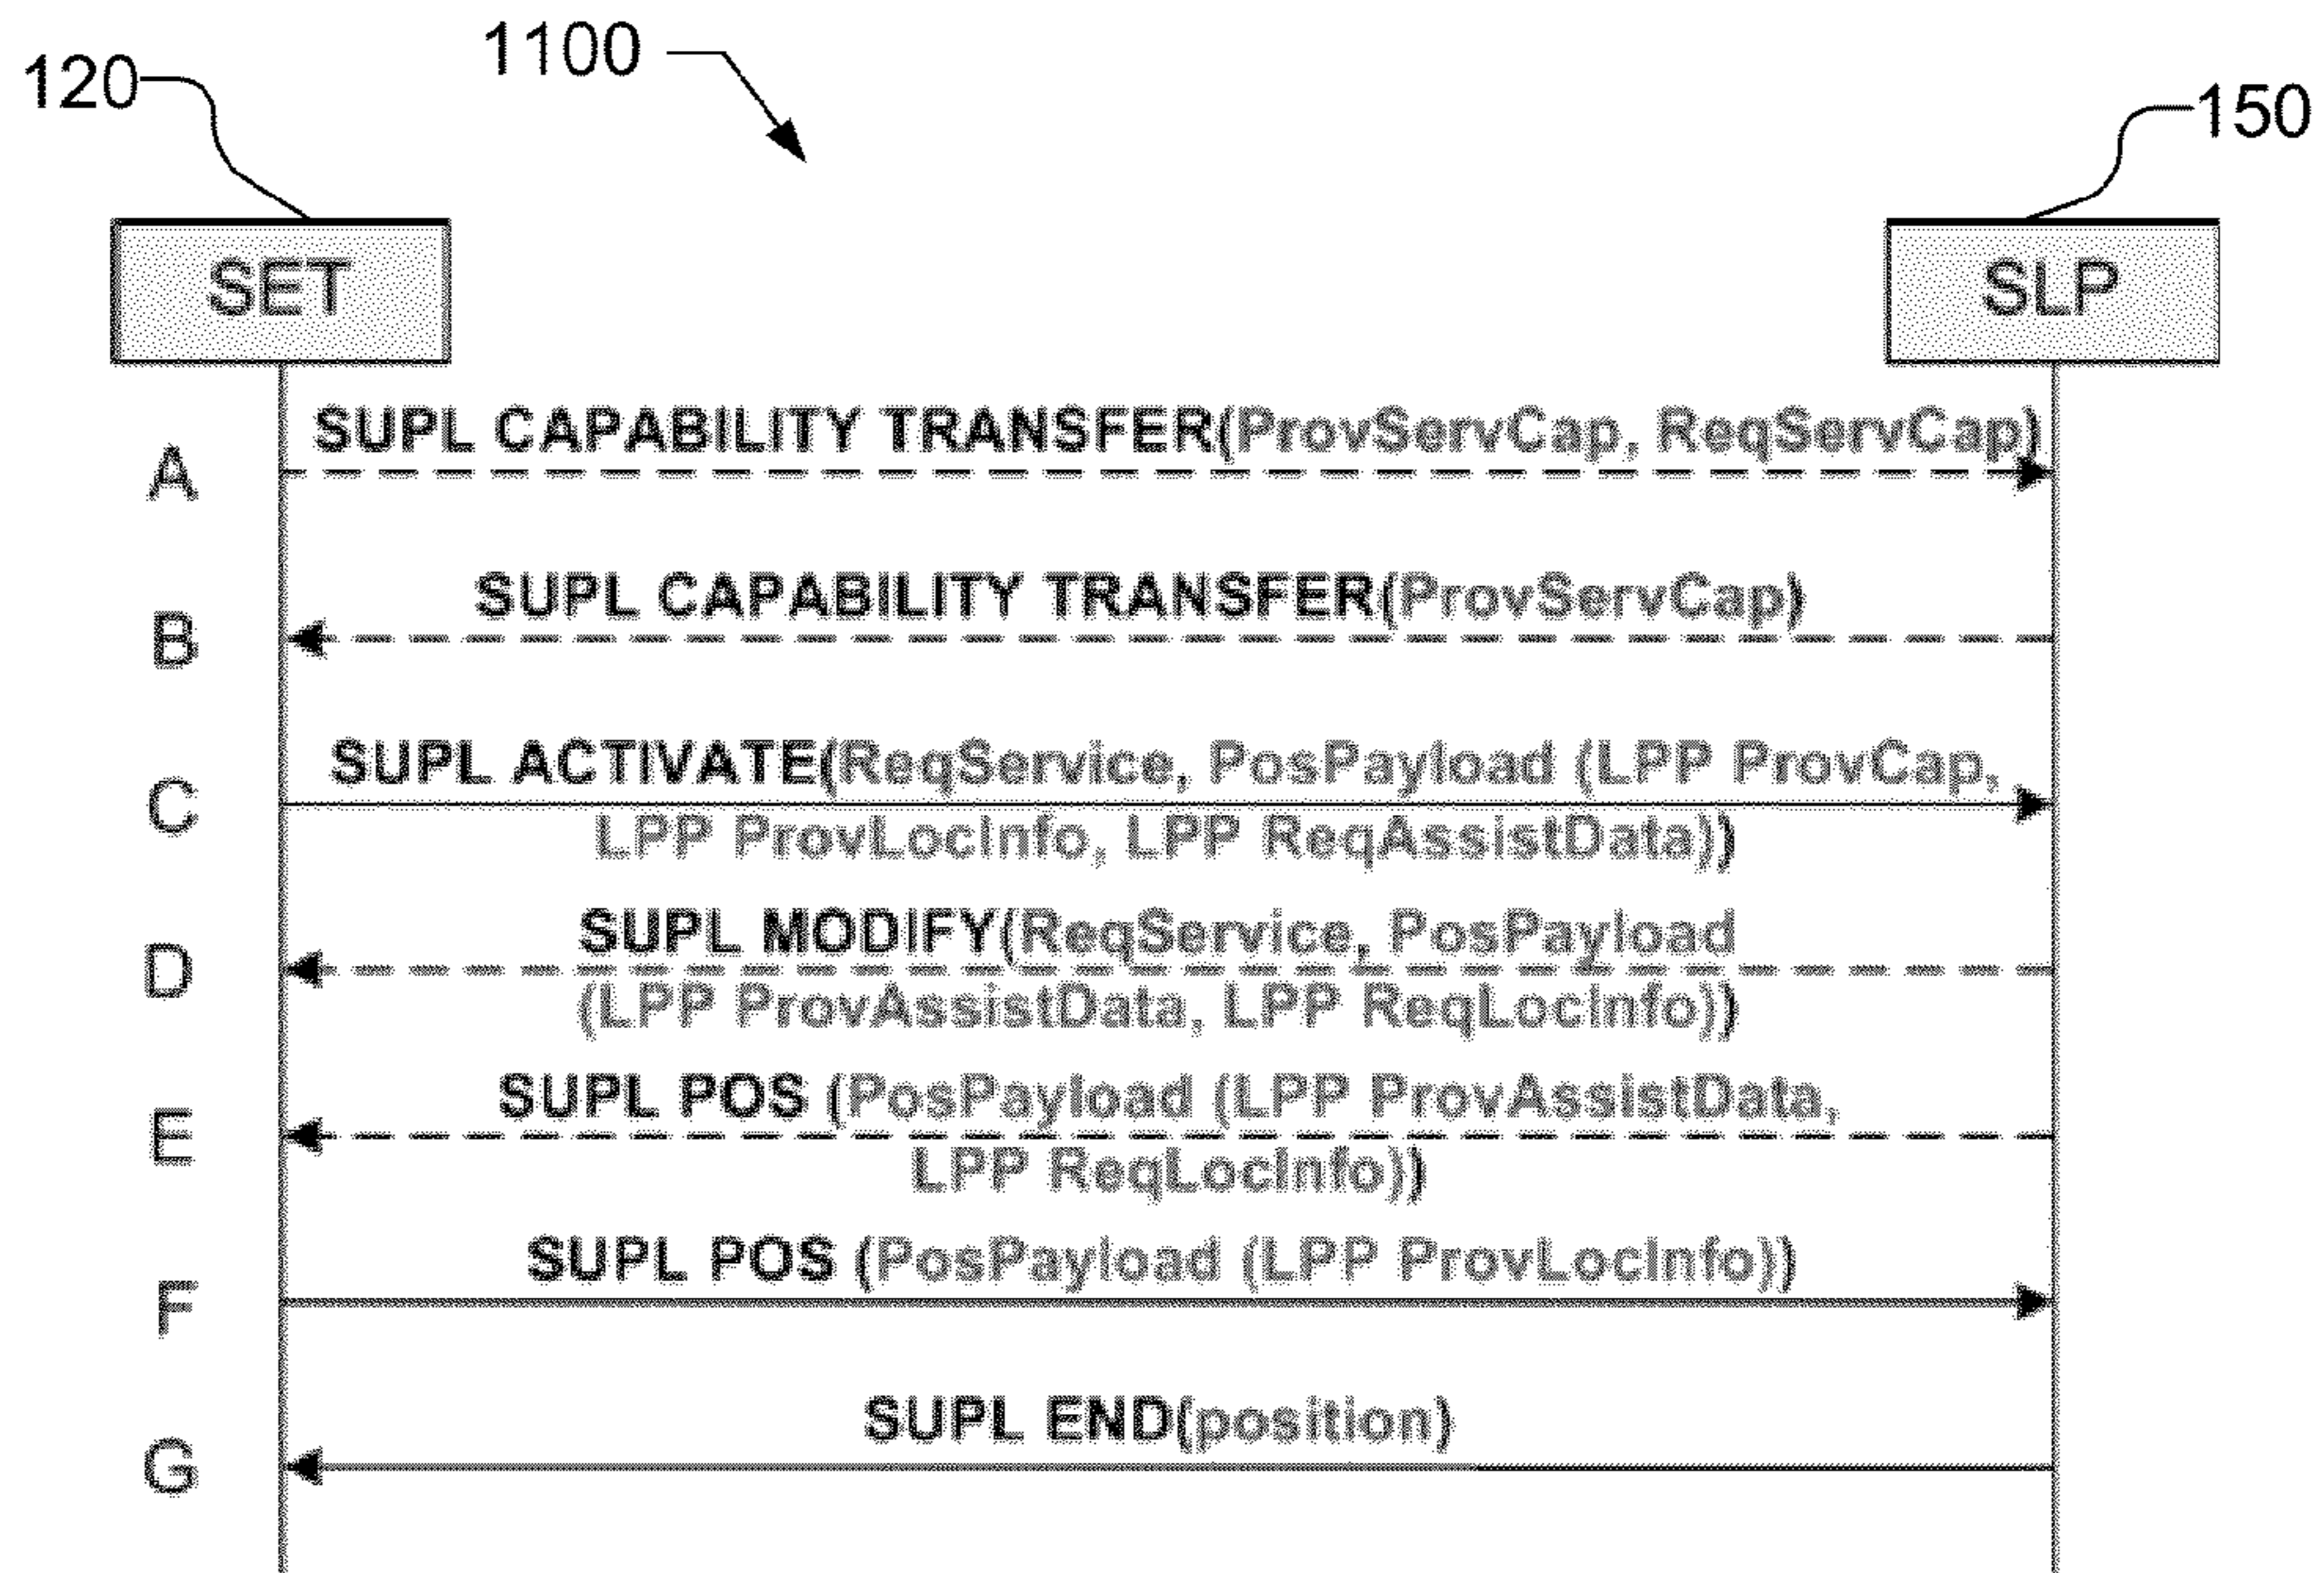 1100
120
150
SET
SLP
A
SUPL CAPABILITY TRANSFER(ProvServCap, ReqServCap)
B
SUPL CAPABILITY TRANSFER(ProvServCap)
C
SUPL ACTIVATE(ReqService, PosPayload (LPP ProvCap,
LPP ProvLocInfo, LPP ReqAssistData))
D
SUPL MODIFY(ReqService, PosPayload
(LPP ProvAssistData, LPP ReqLocInfo))
E
SUPL POS (PosPayload (LPP ProvAssistData,
LPP ReqLocInfo))
F
SUPL POS (PosPayload (LPP ProvLocInfo))
G
SUPL END(position)